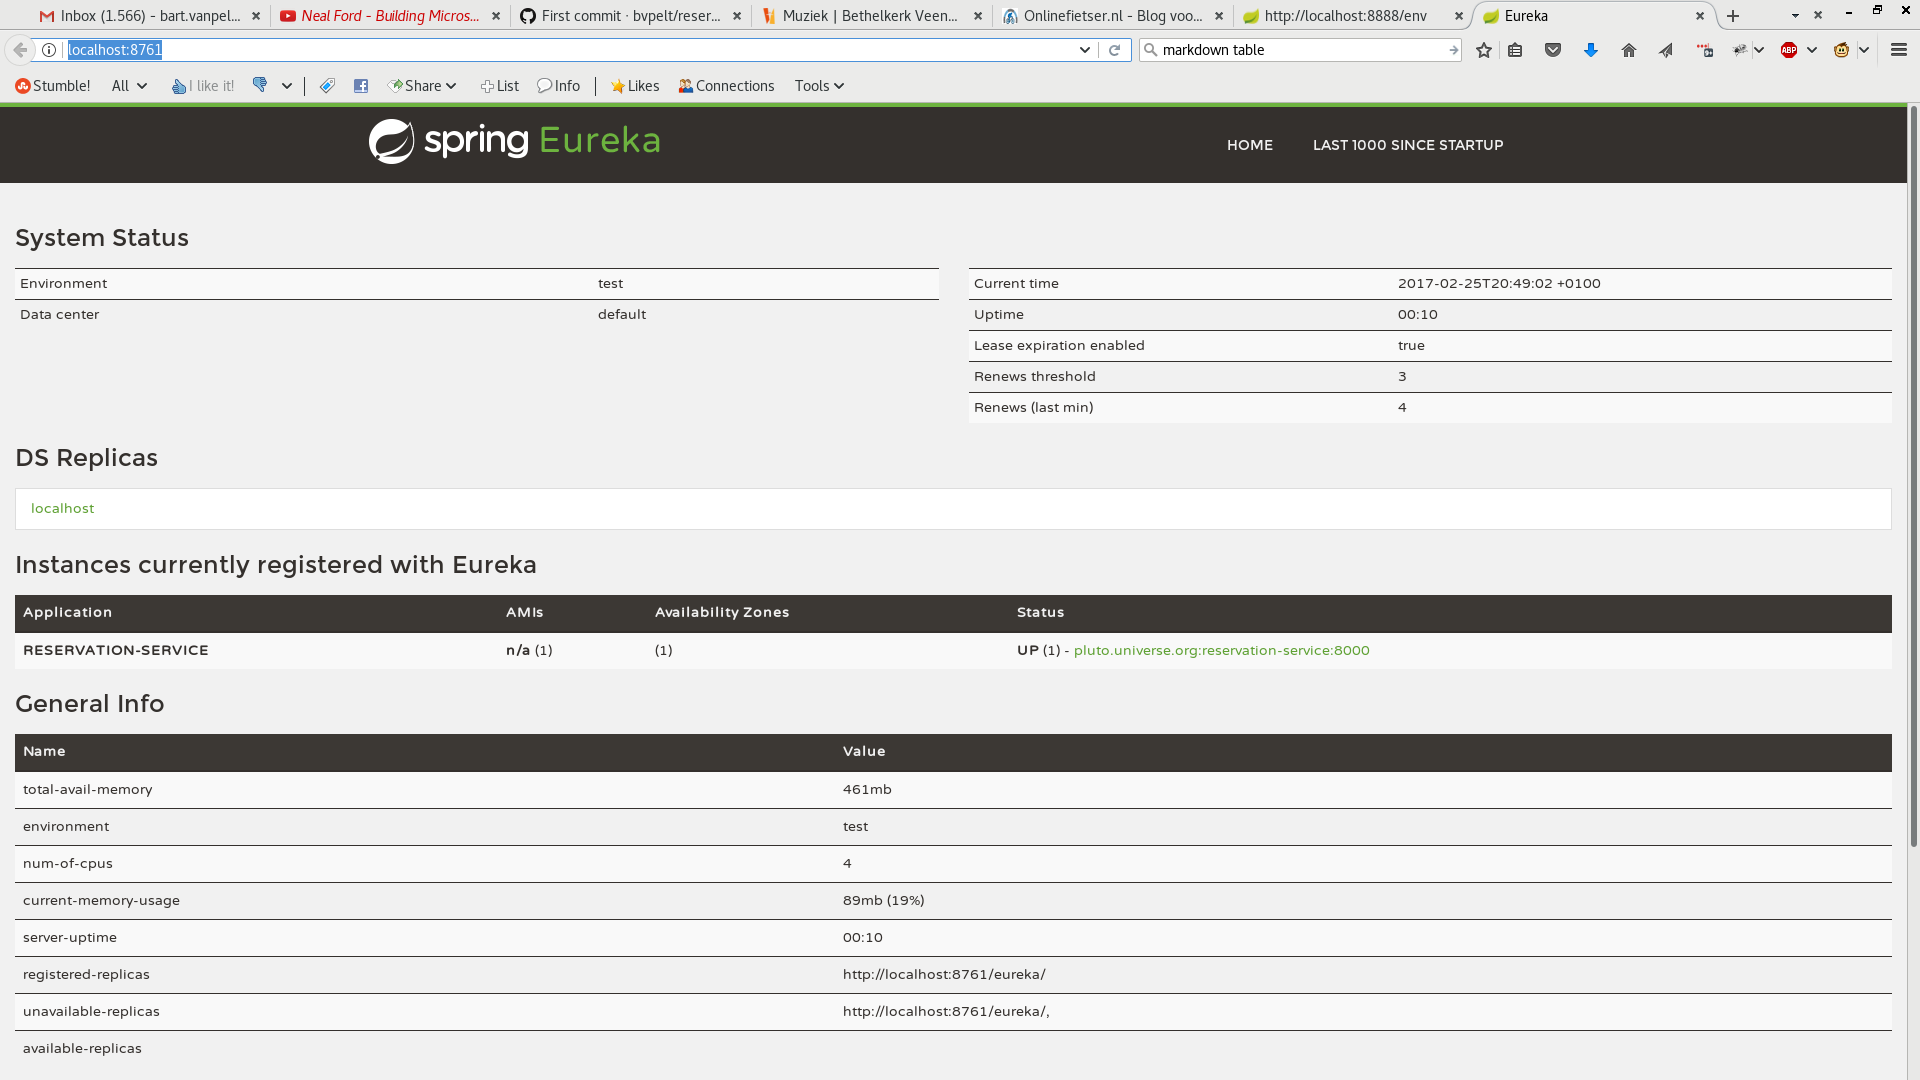 Inbox (1.566) - bart.vanpel... Neal Ford - Building Micros... First commit · bvpelt/reser... Muziek | Bethelkerk Veen... Onlinefietser.nl - Blog voo... http://localhost:8888/env Eureka
localhost:8761 markdown table ABP
Stumble! All I like it! Share List Info Likes Connections Tools
spring Eureka HOME LAST 1000 SINCE STARTUP
System Status
Environment test
Data center default
Current time 2017-02-25T20:49:02 +0100
Uptime 00:10
Lease expiration enabled true
Renews threshold 3
Renews (last min) 4
DS Replicas
localhost
Instances currently registered with Eureka
Application AMIs Availability Zones Status
RESERVATION-SERVICE n/a (1) (1) UP (1) - pluto.universe.org:reservation-service:8000
General Info
Name Value
total-avail-memory 461mb
environment test
num-of-cpus 4
current-memory-usage 89mb (19%)
server-uptime 00:10
registered-replicas http://localhost:8761/eureka/
unavailable-replicas http://localhost:8761/eureka/,
available-replicas